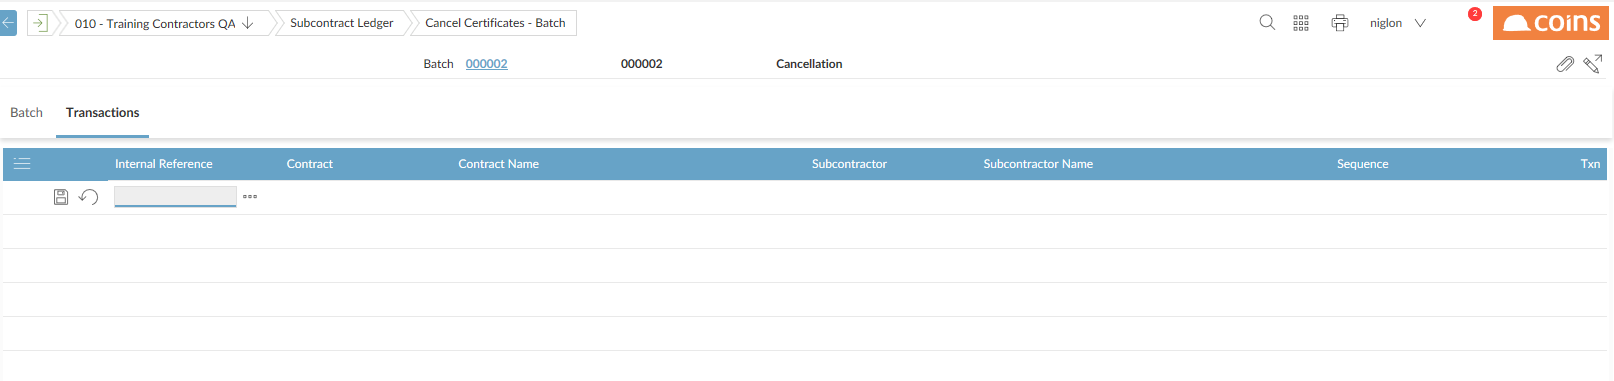 010 - Training Contractors QA
Subcontract Ledger
Cancel Certificates - Batch
niglon
2
coins
Batch 000002 000002 Cancellation
Batch Transactions
Internal Reference Contract Contract Name Subcontractor Subcontractor Name Sequence Txn